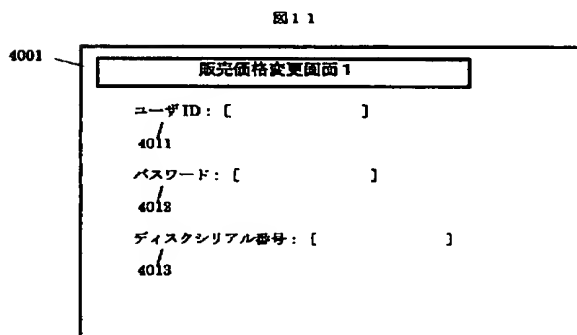 図11
4001
販売価格変更画面1
ユーザID：[ ]
4011
パスワード：[ ]
4012
ディスクシリアル番号：[ ]
4013